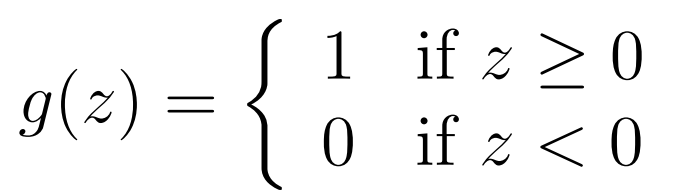 g(z) = { 1 if z ≥ 0
0 if z < 0